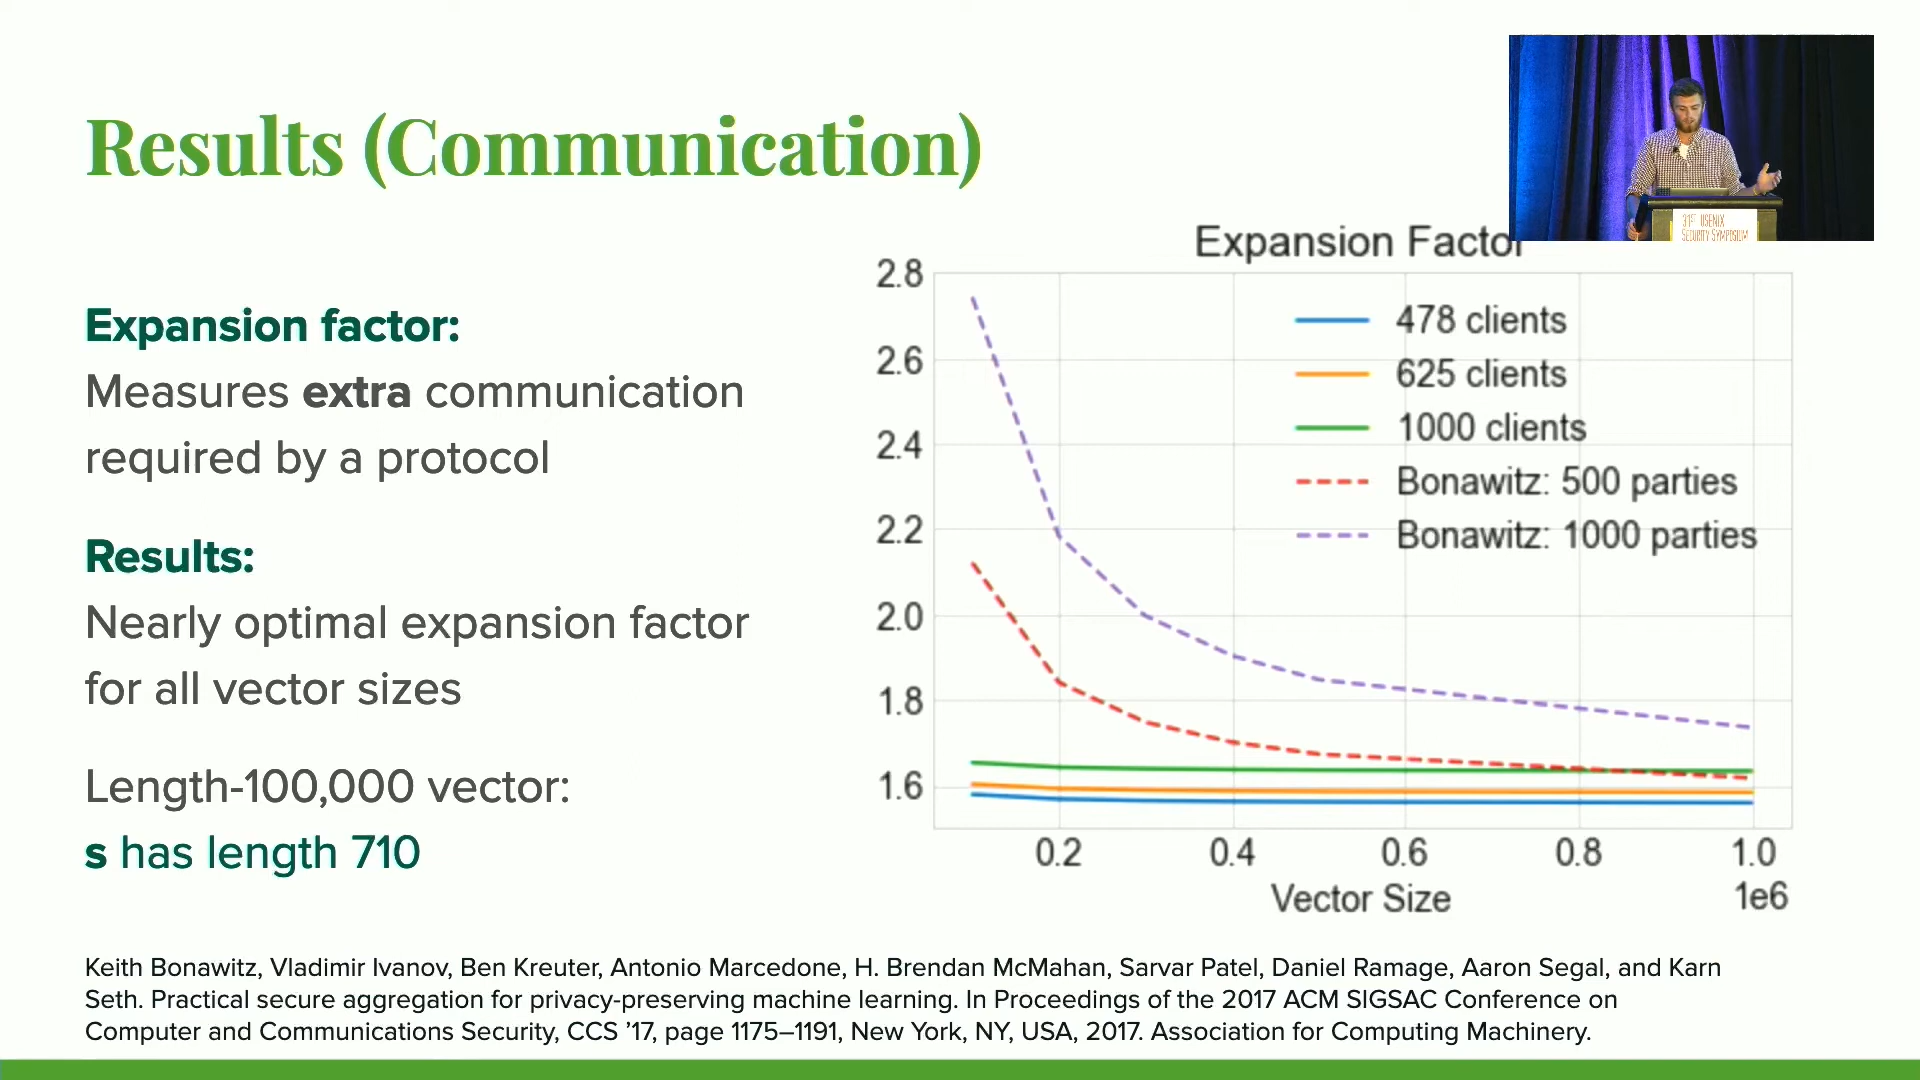 Results (Communication)
31ST USENIX
SECURITY SYMPOSIUM
Expansion factor:
Measures extra communication
required by a protocol
Results:
Nearly optimal expansion factor
for all vector sizes
Length-100,000 vector:
s has length 710
Expansion Factor
2.8
2.6
2.4
2.2
2.0
1.8
1.6
478 clients
625 clients
1000 clients
Bonawitz: 500 parties
Bonawitz: 1000 parties
0.2 0.4 0.6 0.8 1.0
1e6
Vector Size
Keith Bonawitz, Vladimir Ivanov, Ben Kreuter, Antonio Marcedone, H. Brendan McMahan, Sarvar Patel, Daniel Ramage, Aaron Segal, and Karn
Seth. Practical secure aggregation for privacy-preserving machine learning. In Proceedings of the 2017 ACM SIGSAC Conference on
Computer and Communications Security, CCS ’17, page 1175–1191, New York, NY, USA, 2017. Association for Computing Machinery.